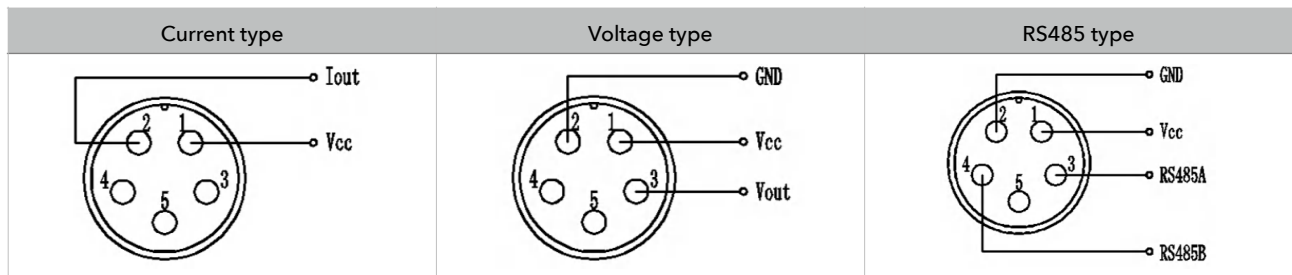 Current type
Iout
2 1
Vcc
4 3
5
Voltage type
GND
2 1
Vcc
4 3
Vout
5
RS485 type
GND
2 1
Vcc
4 3
RS485A
5
RS485B